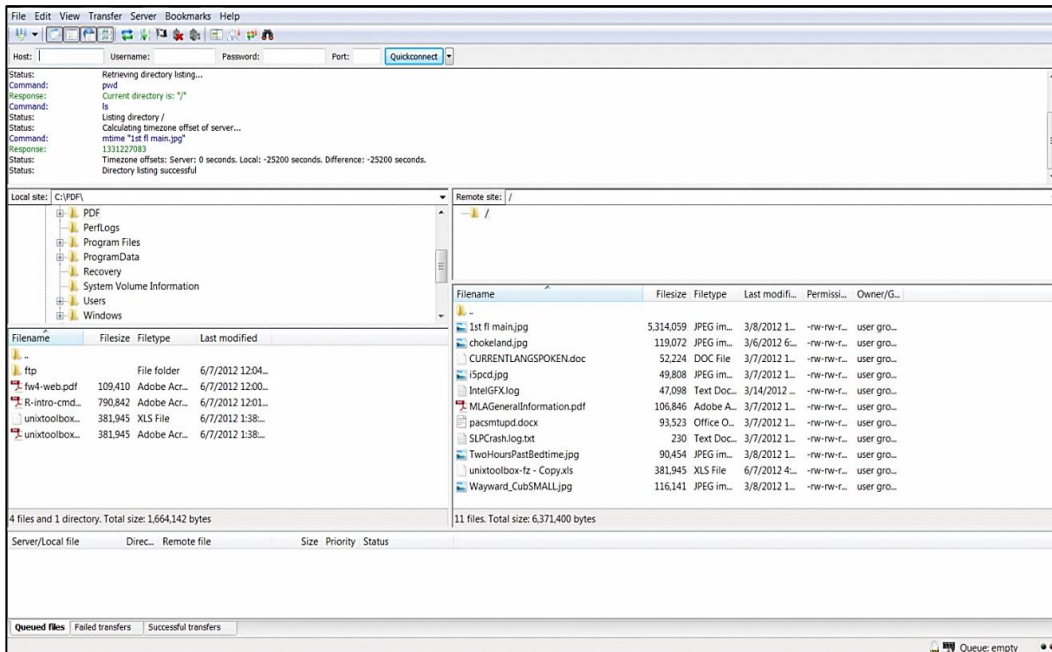 File Edit View Transfer Server Bookmarks Help
Host: Username: Password: Port: Quickconnect
Status: Retrieving directory listing...
Command: pwd
Response: Current directory is: "/"
Command: ls
Status: Listing directory /
Status: Calculating timezone offset of server...
Command: mtime "1st fl main.jpg"
Response: 1331227083
Status: Timezone offsets: Server: 0 seconds. Local: -25200 seconds. Difference: -25200 seconds.
Status: Directory listing successful
Local site: C:\PDF\
PDF
PerfLogs
Program Files
ProgramData
Recovery
System Volume Information
Users
Windows
Filename Filesize Filetype Last modified
..
ftp File folder 6/7/2012 12:04...
fw4-web.pdf 109,410 Adobe Acr... 6/7/2012 12:00...
R-intro-cmd... 790,842 Adobe Acr... 6/7/2012 12:01...
unixtoolbox... 381,945 XLS File 6/7/2012 1:38:...
unixtoolbox... 381,945 Adobe Acr... 6/7/2012 1:38:...
4 files and 1 directory. Total size: 1,664,142 bytes
Remote site: /
/
Filename Filesize Filetype Last modifi... Permissi... Owner/G...
..
1st fl main.jpg 5,314,059 JPEG im... 3/8/2012 1... -rw-rw-r... user gro...
chokeland.jpg 119,072 JPEG im... 3/6/2012 6:... -rw-rw-r... user gro...
CURRENTLANGSPOKEN.doc 52,224 DOC File 3/7/2012 1... -rw-rw-r... user gro...
i5pcd.jpg 49,808 JPEG im... 3/7/2012 1... -rw-rw-r... user gro...
IntelGFX.log 47,098 Text Doc... 3/14/2012 ... -rw-rw-r... user gro...
MLAGeneralInformation.pdf 106,846 Adobe A... 3/7/2012 1... -rw-rw-r... user gro...
pacsmtupd.docx 93,523 Office O... 3/7/2012 1... -rw-rw-r... user gro...
SLPCrash.log.txt 230 Text Doc... 3/7/2012 1... -rw-rw-r... user gro...
TwoHoursPastBedtime.jpg 90,454 JPEG im... 3/8/2012 1... -rw-rw-r... user gro...
unixtoolbox-fz - Copy.xls 381,945 XLS File 6/7/2012 4:... -rw-rw-r... user gro...
Wayward_CubSMALL.jpg 116,141 JPEG im... 3/8/2012 1... -rw-rw-r... user gro...
11 files. Total size: 6,371,400 bytes
Server/Local file Direc... Remote file Size Priority Status
Queued files Failed transfers Successful transfers
Queue: empty